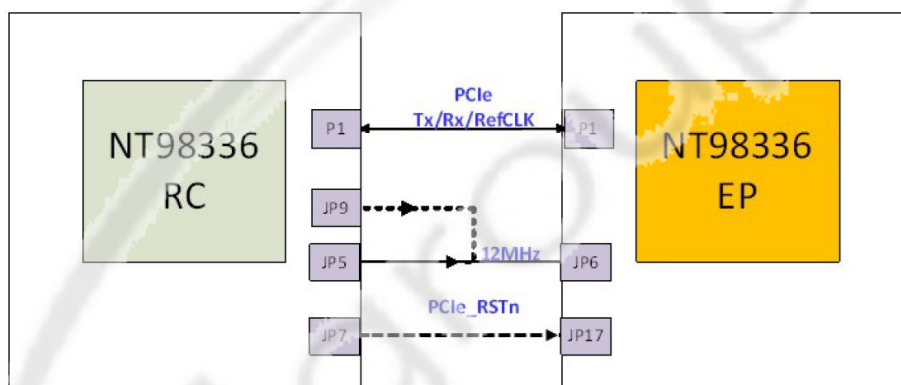 PCIe
Tx/Rx/RefCLK
NT98336
RC
P1
P1
NT98336
EP
JP9
JP5
12MHz
JP6
PCIe_RSTn
JP7
JP17